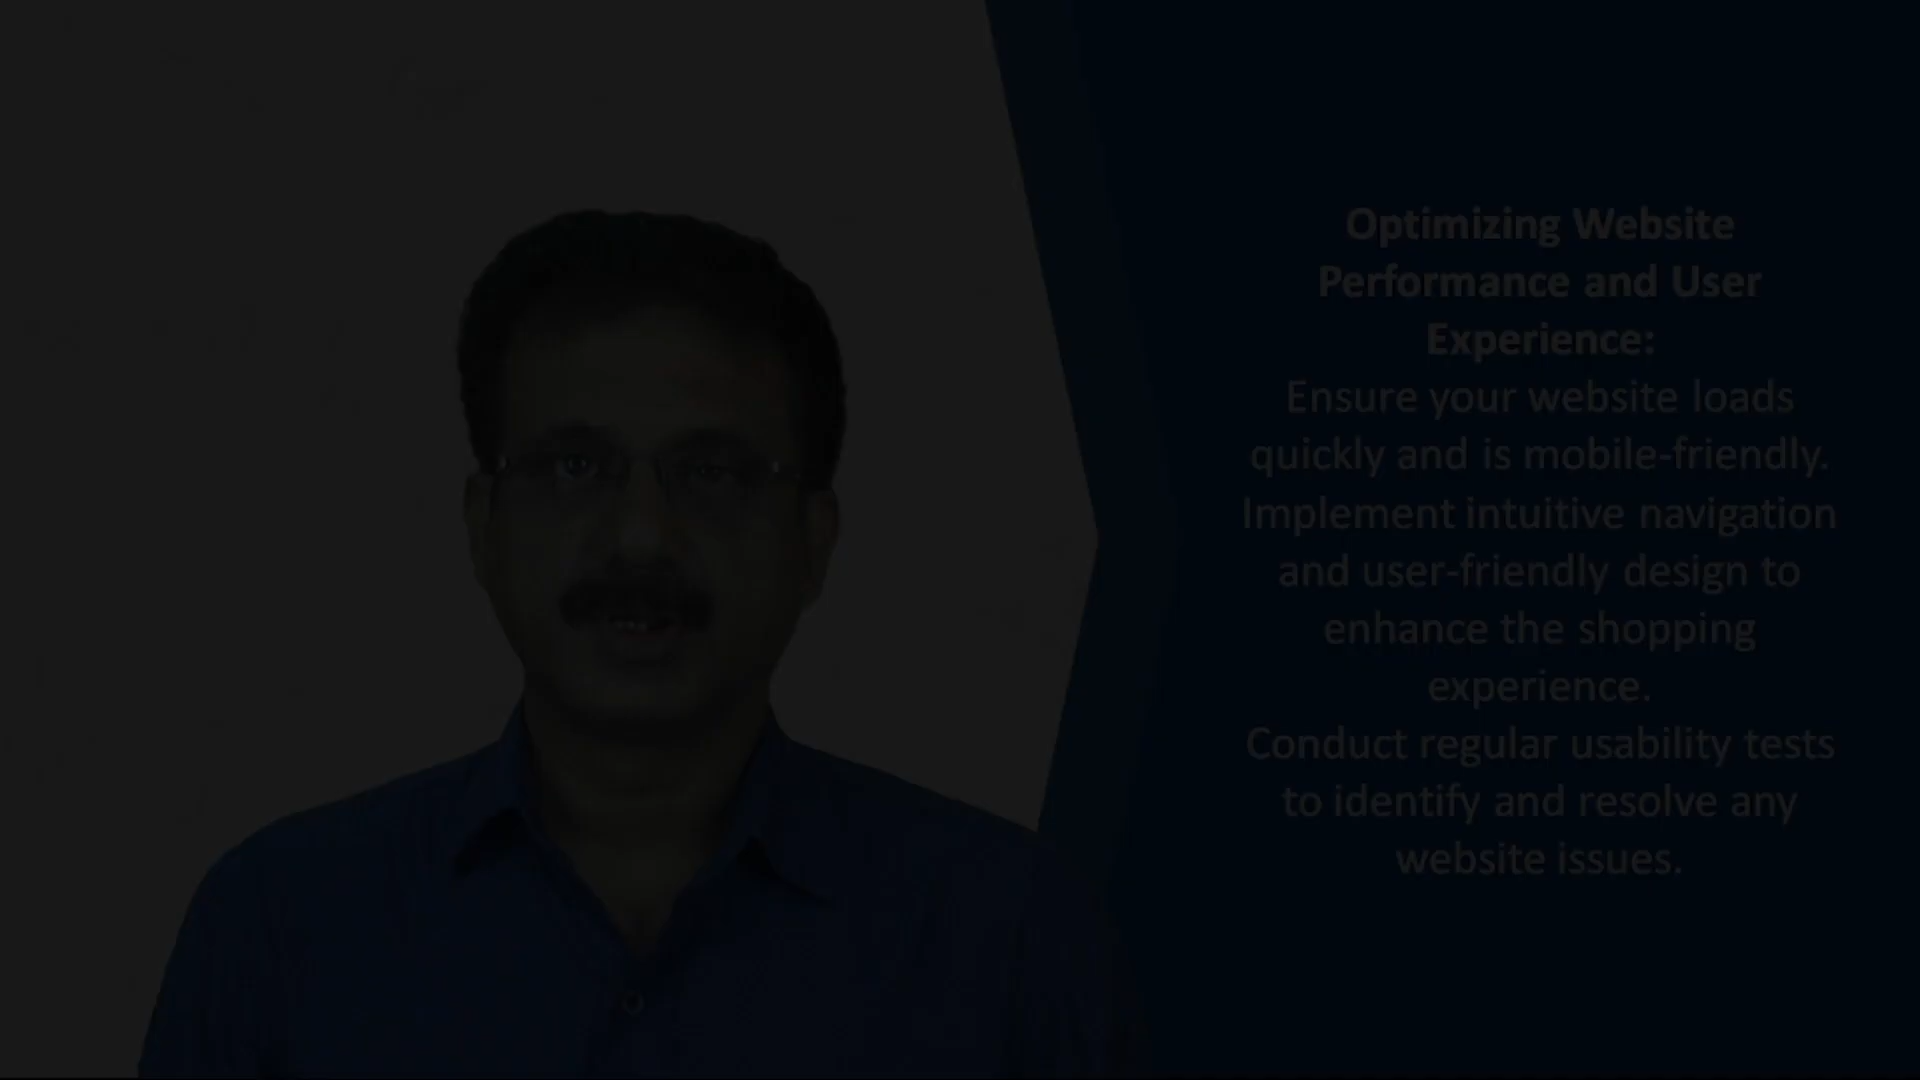 Optimizing Website
Performance and User
Experience:
Ensure your website loads
quickly and is mobile-friendly.
Implement intuitive navigation
and user-friendly design to
enhance the shopping
experience.
Conduct regular usability tests
to identify and resolve any
website issues.